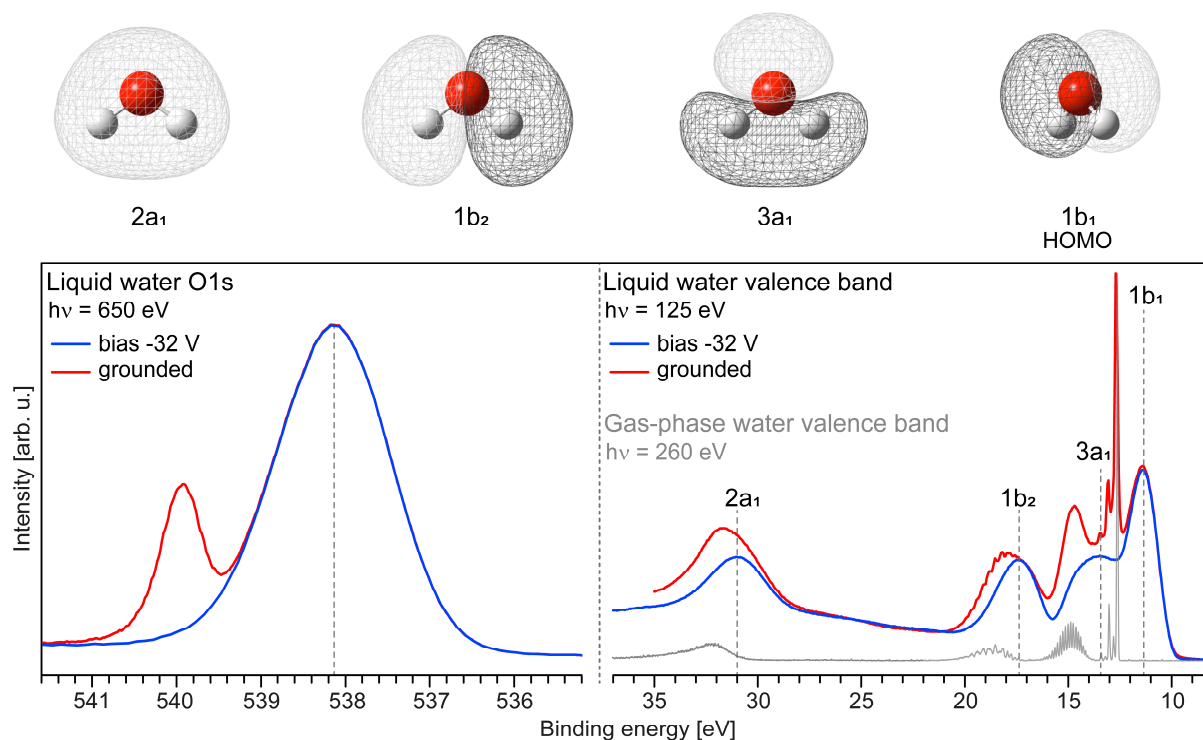 2a₁
1b₂
3a₁
1b₁
HOMO
Liquid water O1s
hν = 650 eV
bias -32 V
grounded
Liquid water valence band
hν = 125 eV
bias -32 V
grounded
Gas-phase water valence band
hν = 260 eV
2a₁
1b₂
3a₁
1b₁
Intensity [arb. u.]
541 540 539 538 537 536
35 30 25 20 15 10
Binding energy [eV]